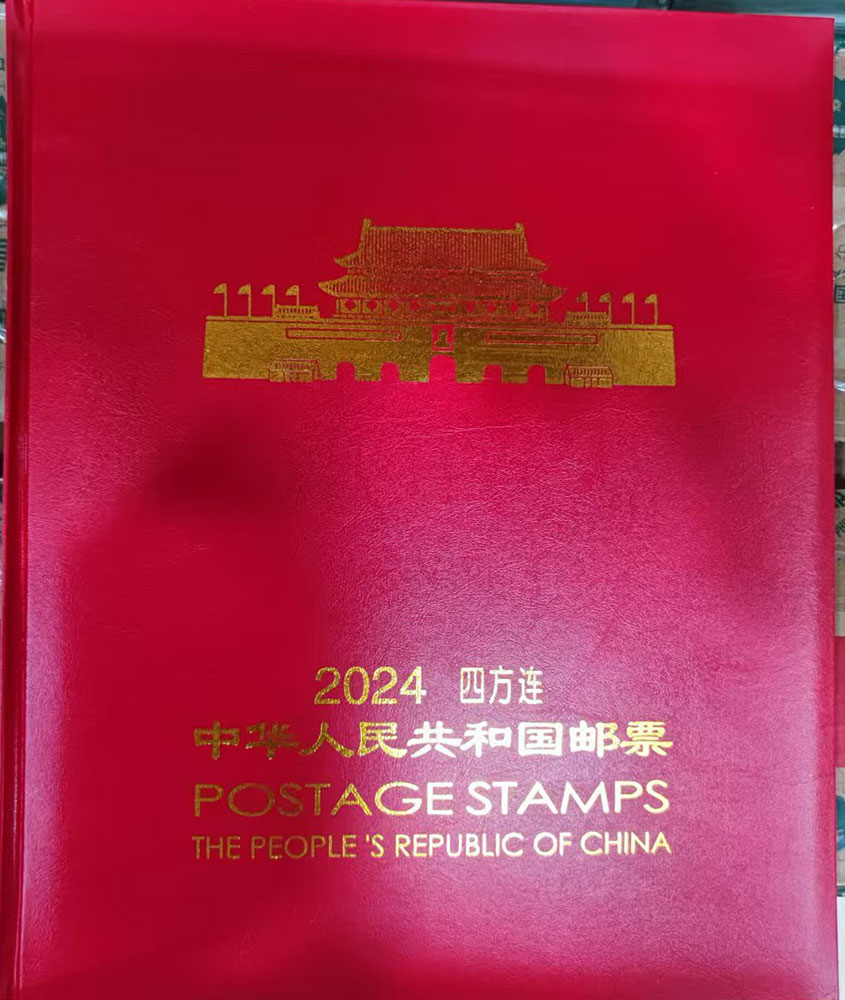 2024 四方连
中华人民共和国邮票
POSTAGE STAMPS
THE PEOPLE 'S REPUBLIC OF CHINA